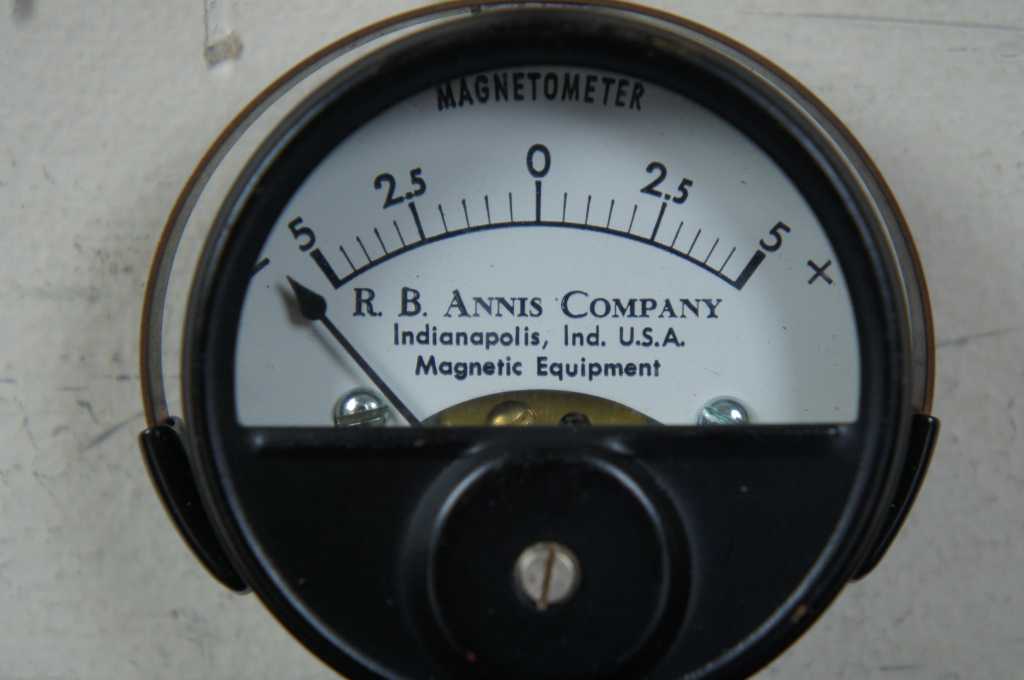 MAGNETOMETER
5 2.5 0 2.5 5
- +
R. B. ANNIS COMPANY
Indianapolis, Ind. U.S.A.
Magnetic Equipment